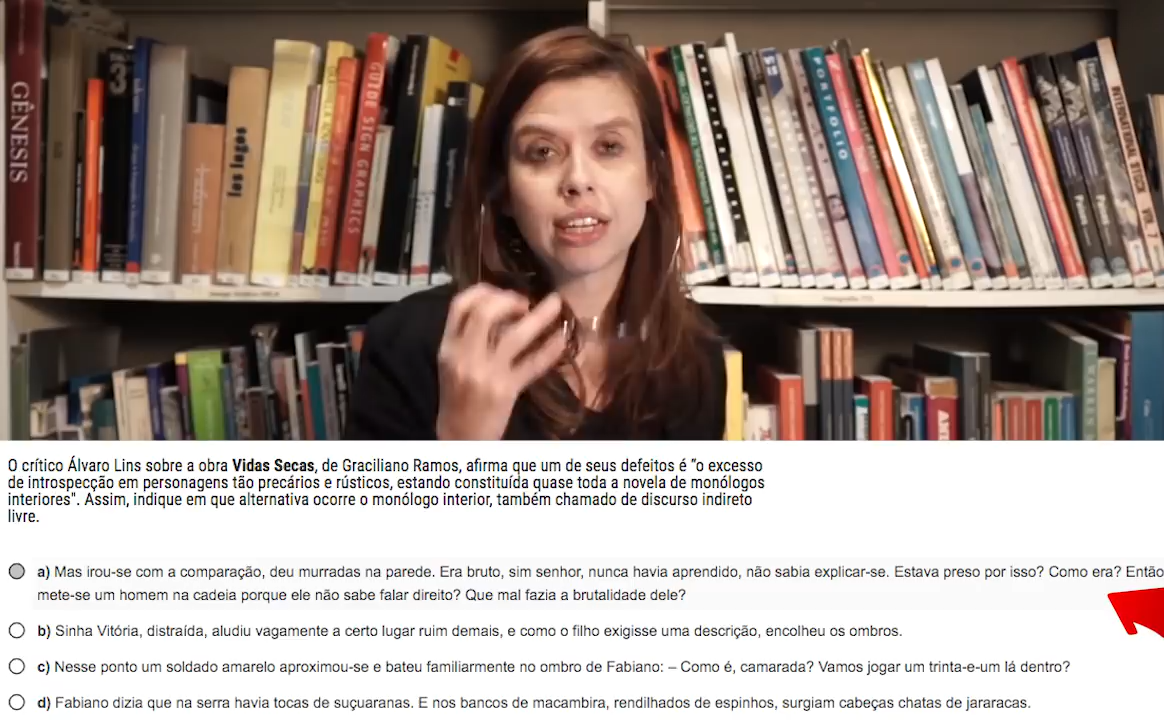 GÊNESIS
los lagos
GUIDE SIGN GRAPHICS
PORTFOLIO
INTERNATIONAL STOCK
O crítico Álvaro Lins sobre a obra Vidas Secas, de Graciliano Ramos, afirma que um de seus defeitos é "o excesso
de introspecção em personagens tão precários e rústicos, estando constituída quase toda a novela de monólogos
interiores". Assim, indique em que alternativa ocorre o monólogo interior, também chamado de discurso indireto
livre.
a) Mas irou-se com a comparação, deu murradas na parede. Era bruto, sim senhor, nunca havia aprendido, não sabia explicar-se. Estava preso por isso? Como era? Então
mete-se um homem na cadeia porque ele não sabe falar direito? Que mal fazia a brutalidade dele?
b) Sinha Vitória, distraída, aludiu vagamente a certo lugar ruim demais, e como o filho exigisse uma descrição, encolheu os ombros.
c) Nesse ponto um soldado amarelo aproximou-se e bateu familiarmente no ombro de Fabiano: – Como é, camarada? Vamos jogar um trinta-e-um lá dentro?
d) Fabiano dizia que na serra havia tocas de suçuaranas. E nos bancos de macambira, rendilhados de espinhos, surgiam cabeças chatas de jararacas.